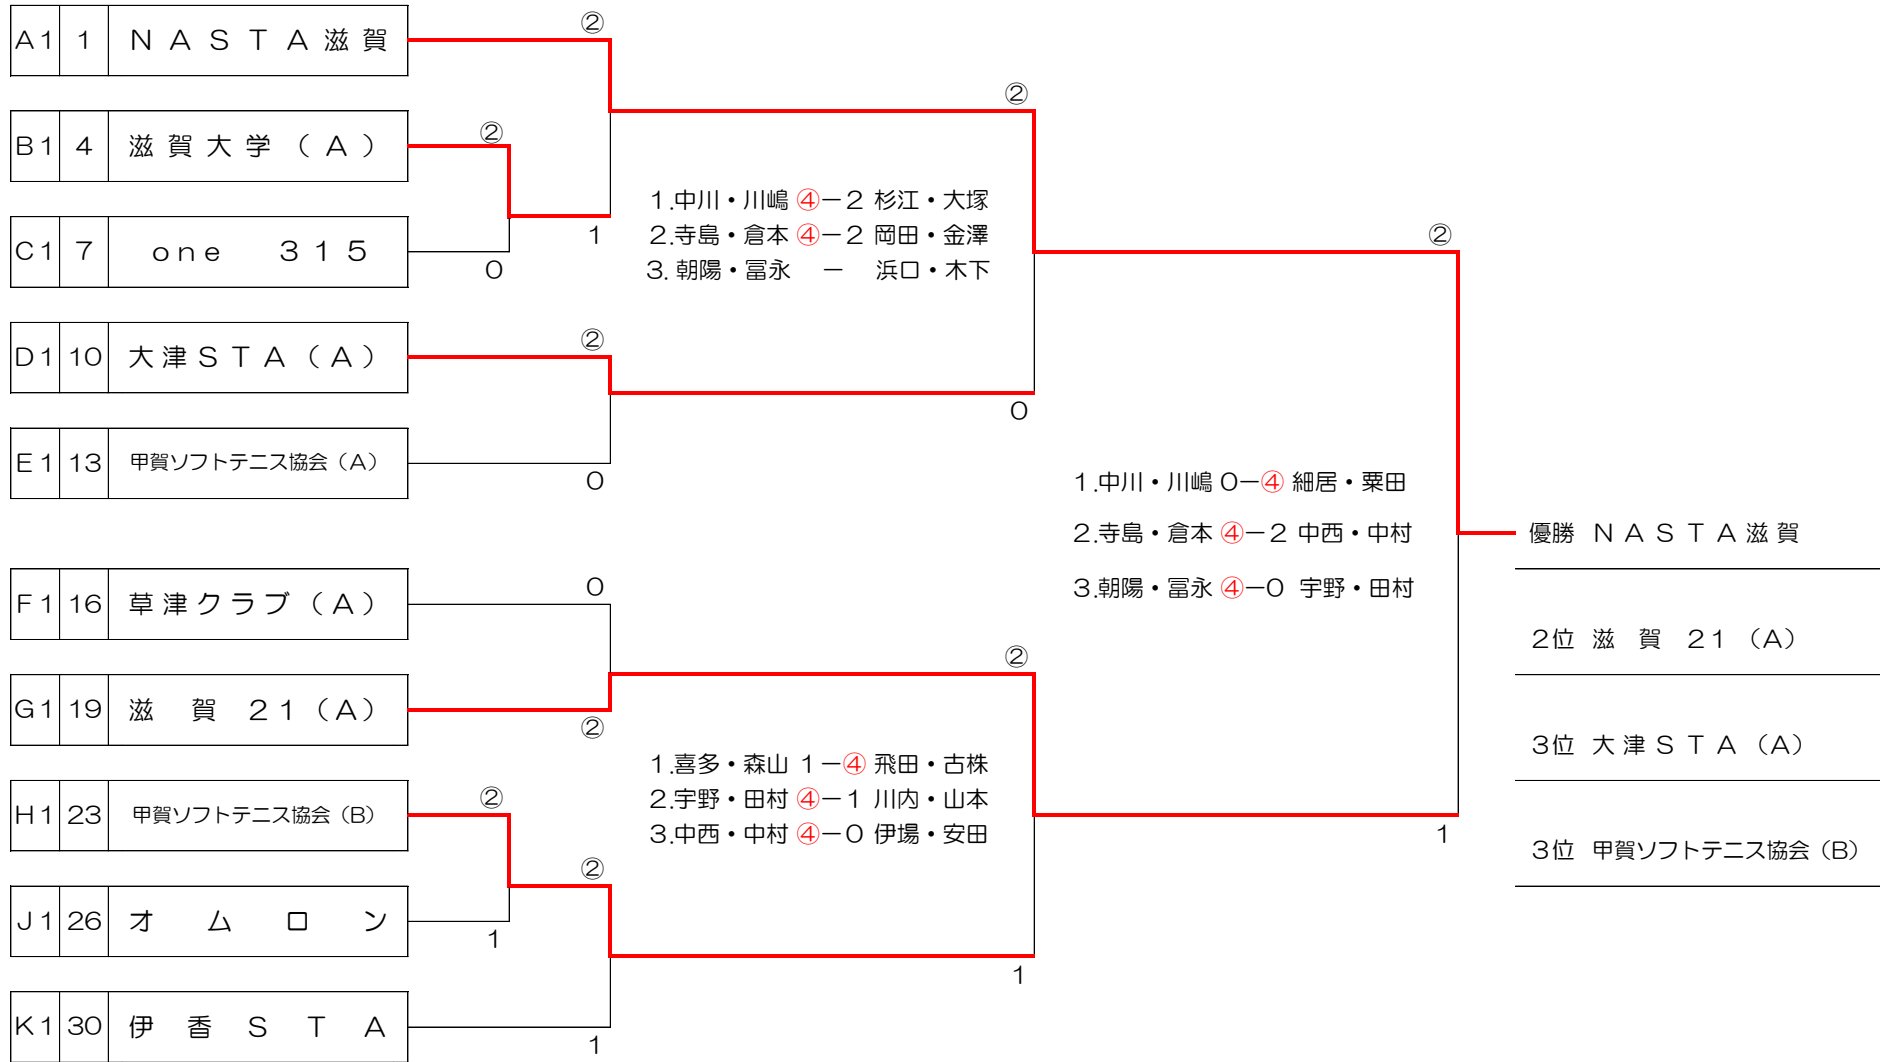 ②
A1 1 NASTA滋賀
②
②
B1 4 滋賀大学(A)
1.中川・川嶋 ④－2 杉江・大塚
2.寺島・倉本 ④－2 岡田・金澤
1
②
C1 7 one 315
0
3.朝陽・冨永 － 浜口・木下
②
D1 10 大津STA(A)
0
E1 13 甲賀ソフトテニス協会(A)
0
1.中川・川嶋 0－④ 細居・粟田
2.寺島・倉本 ④－2 中西・中村
優勝 NASTA滋賀
3.朝陽・冨永 ④－0 宇野・田村
0
F1 16 草津クラブ(A)
2位 滋賀 21(A)
②
G1 19 滋賀 21(A)
②
3位 大津STA(A)
1.喜多・森山 1－④ 飛田・古株
2.宇野・田村 ④－1 川内・山本
3.中西・中村 ④－0 伊場・安田
②
H1 23 甲賀ソフトテニス協会(B)
1
3位 甲賀ソフトテニス協会(B)
②
J1 26 オムロン
1
1
K1 30 伊香STA
1